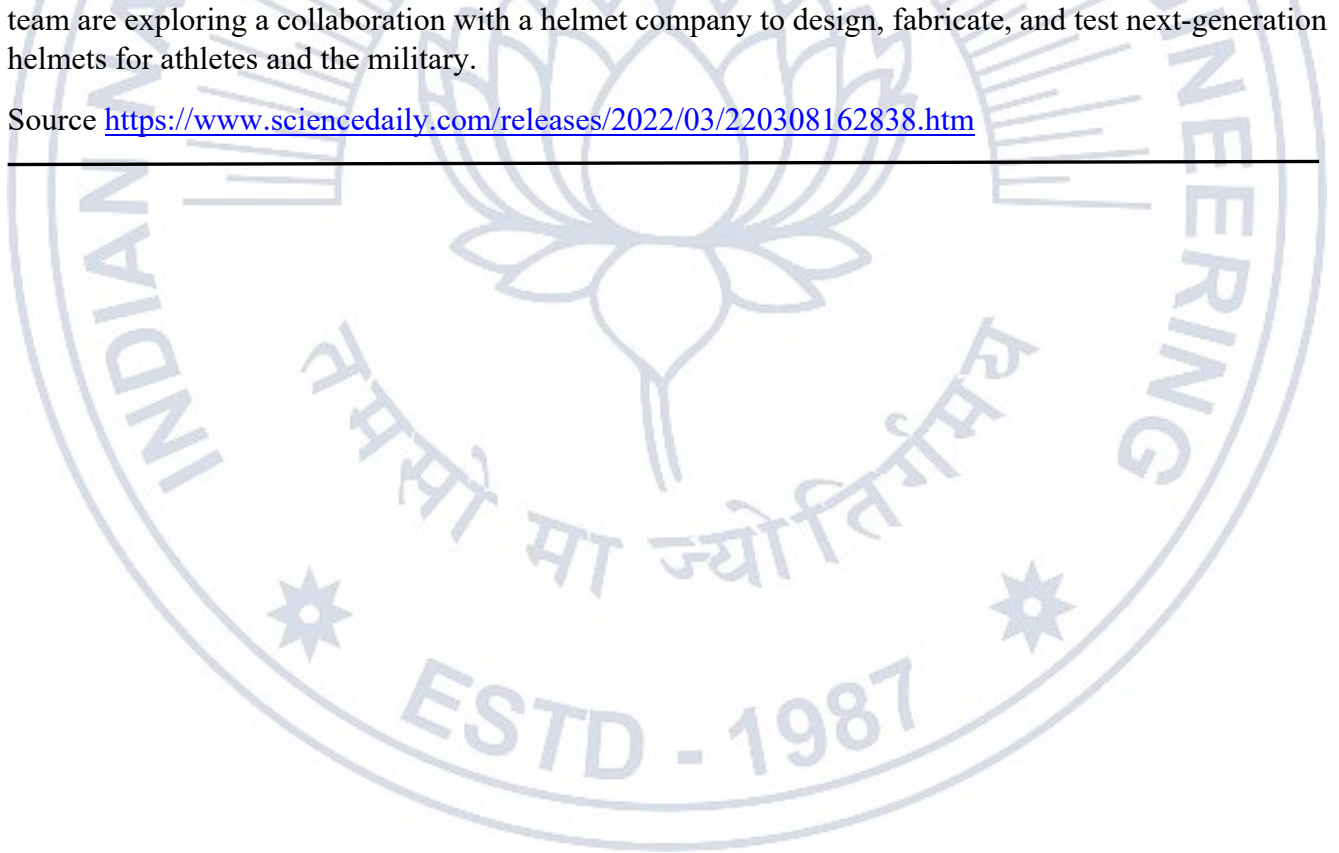 team are exploring a collaboration with a helmet company to design, fabricate, and test next-generation
helmets for athletes and the military.
Source https://www.sciencedaily.com/releases/2022/03/220308162838.htm
INDIAN
NEERING
तमसो मा ज्योतिर्गमय
ESTD - 1987